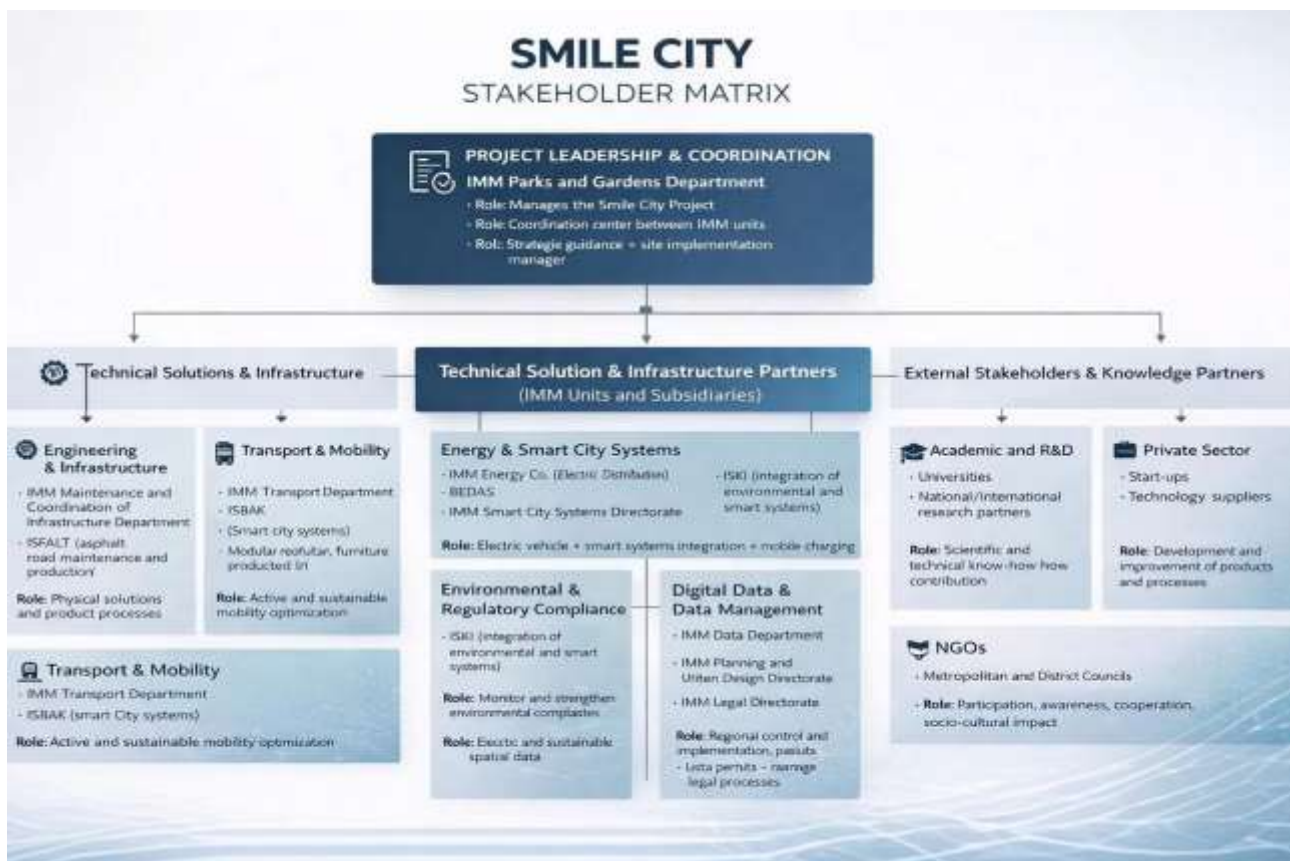 SMILE CITY
STAKEHOLDER MATRIX
PROJECT LEADERSHIP & COORDINATION
IMM Parks and Gardens Department
· Role: Manages the Smile City Project
· Role: Coordination center between IMM units
· Rol: Strategie guidance + site implementation
manager
Technical Solutions & Infrastructure
Technical Solution & Infrastructure Partners
(IMM Units and Subsidiaries)
External Stakeholders & Knowledge Partners
Engineering
& Infrastructure
· IMM Maintenance and
Coordination of
Infrastructure Department
· ISFALT (asphalt
road maintenance and
production
Role: Physical solutions
and product processes
Transport & Mobility
· IMM Transport Department
· ISBAK
· (Smart city systems)
· Modular furniture
Role: Active and sustainable
mobility optimization
Transport & Mobility
· IMM Transport Department
· ISBAK (smart City systems)
Role: Active and sustainable mobility optimization
Energy & Smart City Systems
· IMM Energy Co. (Electric Distribution)
· BEDAS
· IMM Smart City Systems Directorate
· ISKI (integration of
environmental and
smart systems)
Role: Electric vehicle + smart systems integration + mobile charging
Environmental &
Regulatory Compliance
· ISKI (integration of
environmental and smart
systems)
Role: Monitor and strengthen
environmental
Role: and sustainable
spatial data
Digital Data &
Data Management
· IMM Data Department
· IMM Planning and
Design Directorate
· IMM Legal Directorate
Role: Regional control and
implementation,
permits –
legal processes
Academic and R&D
· Universities
· National/international
research partners
Role: Scientific and
technical know-how how
contribution
Private Sector
· Start-ups
· Technology suppliers
Role: Development and
improvement of products
and processes
NGOs
· Metropolitan and District Councils
· Role: Participation, awareness, cooperation,
socio-cultural impact